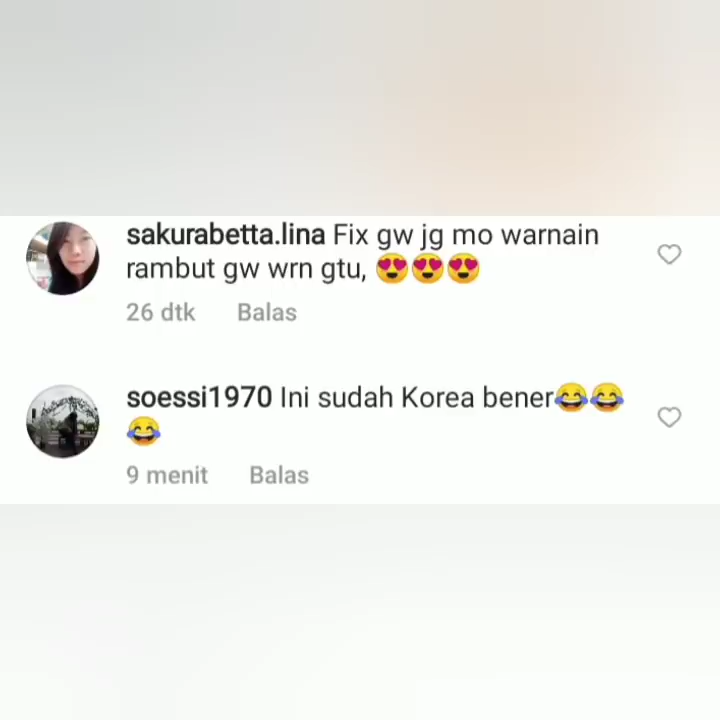 sakurabetta.lina Fix gw jg mo warnain
rambut gw wrn gtu, 😍😍😍
26 dtk Balas
soessi1970 Ini sudah Korea bener😂😂
😂
9 menit Balas